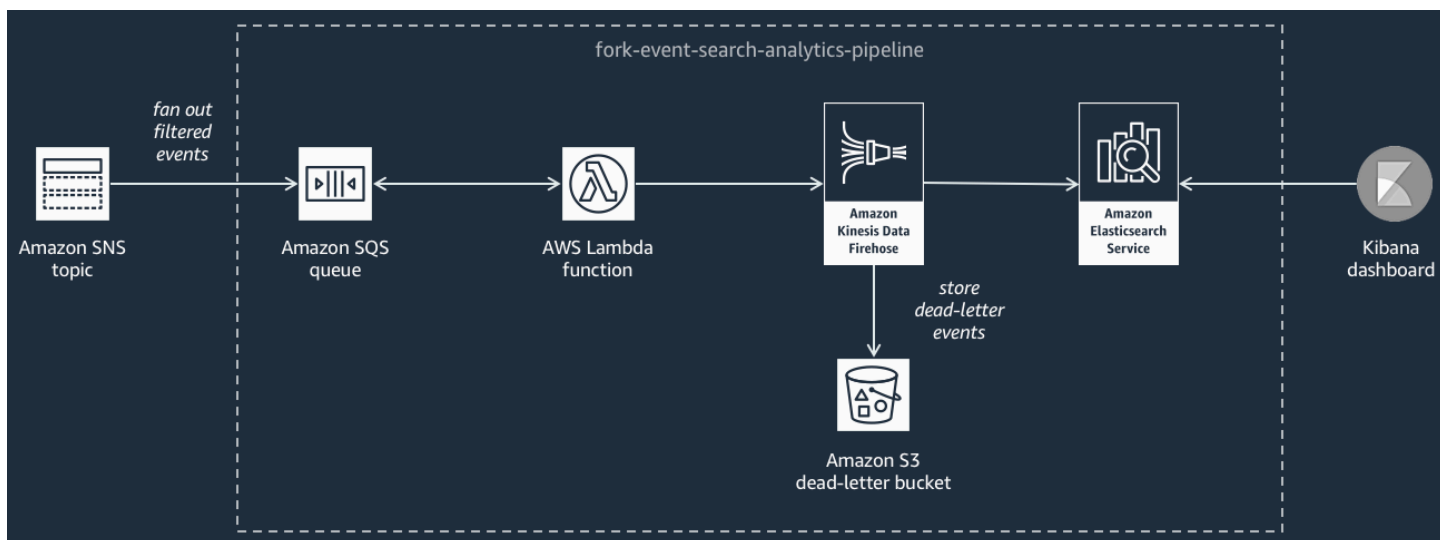 fork-event-search-analytics-pipeline
fan out
filtered
events
Amazon SNS
topic
Amazon SQS
queue
AWS Lambda
function
Amazon
Kinesis Data
Firehose
Amazon
Elasticsearch
Service
Kibana
dashboard
store
dead-letter
events
Amazon S3
dead-letter bucket